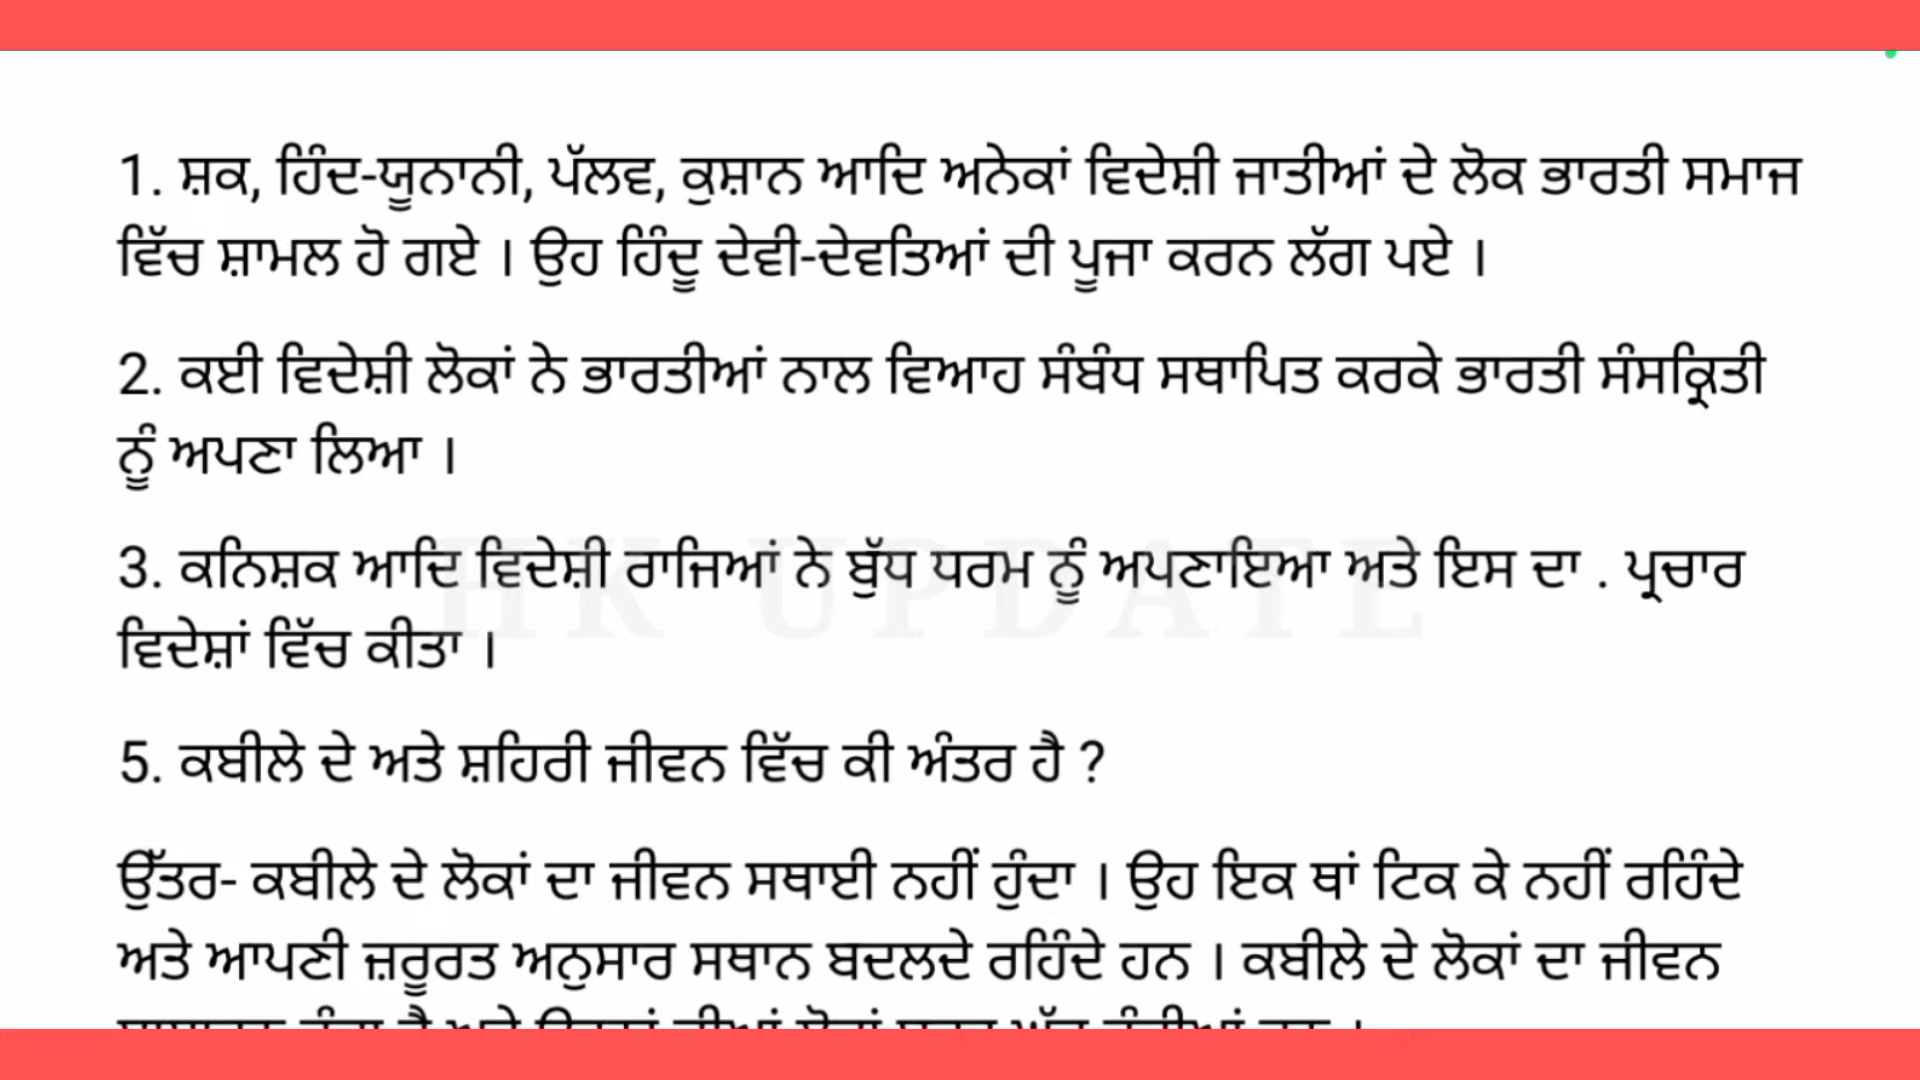 1. ਸ਼ਕ, ਹਿੰਦ-ਯੂਨਾਨੀ, ਪੱਲਵ, ਕੁਸ਼ਾਨ ਆਦਿ ਅਨੇਕਾਂ ਵਿਦੇਸ਼ੀ ਜਾਤੀਆਂ ਦੇ ਲੋਕ ਭਾਰਤੀ ਸਮਾਜ
ਵਿੱਚ ਸ਼ਾਮਲ ਹੋ ਗਏ । ਉਹ ਹਿੰਦੂ ਦੇਵੀ-ਦੇਵਤਿਆਂ ਦੀ ਪੂਜਾ ਕਰਨ ਲੱਗ ਪਏ ।
2. ਕਈ ਵਿਦੇਸ਼ੀ ਲੋਕਾਂ ਨੇ ਭਾਰਤੀਆਂ ਨਾਲ ਵਿਆਹ ਸੰਬੰਧ ਸਥਾਪਿਤ ਕਰਕੇ ਭਾਰਤੀ ਸੰਸਕ੍ਰਿਤੀ
ਨੂੰ ਅਪਣਾ ਲਿਆ ।
3. ਕਨਿਸ਼ਕ ਆਦਿ ਵਿਦੇਸ਼ੀ ਰਾਜਿਆਂ ਨੇ ਬੁੱਧ ਧਰਮ ਨੂੰ ਅਪਣਾਇਆ ਅਤੇ ਇਸ ਦਾ . ਪ੍ਰਚਾਰ
HK UPDATE
ਵਿਦੇਸ਼ਾਂ ਵਿੱਚ ਕੀਤਾ ।
5. ਕਬੀਲੇ ਦੇ ਅਤੇ ਸ਼ਹਿਰੀ ਜੀਵਨ ਵਿੱਚ ਕੀ ਅੰਤਰ ਹੈ ?
ਉੱਤਰ- ਕਬੀਲੇ ਦੇ ਲੋਕਾਂ ਦਾ ਜੀਵਨ ਸਥਾਈ ਨਹੀਂ ਹੁੰਦਾ । ਉਹ ਇਕ ਥਾਂ ਟਿਕ ਕੇ ਨਹੀਂ ਰਹਿੰਦੇ
ਅਤੇ ਆਪਣੀ ਜ਼ਰੂਰਤ ਅਨੁਸਾਰ ਸਥਾਨ ਬਦਲਦੇ ਰਹਿੰਦੇ ਹਨ । ਕਬੀਲੇ ਦੇ ਲੋਕਾਂ ਦਾ ਜੀਵਨ